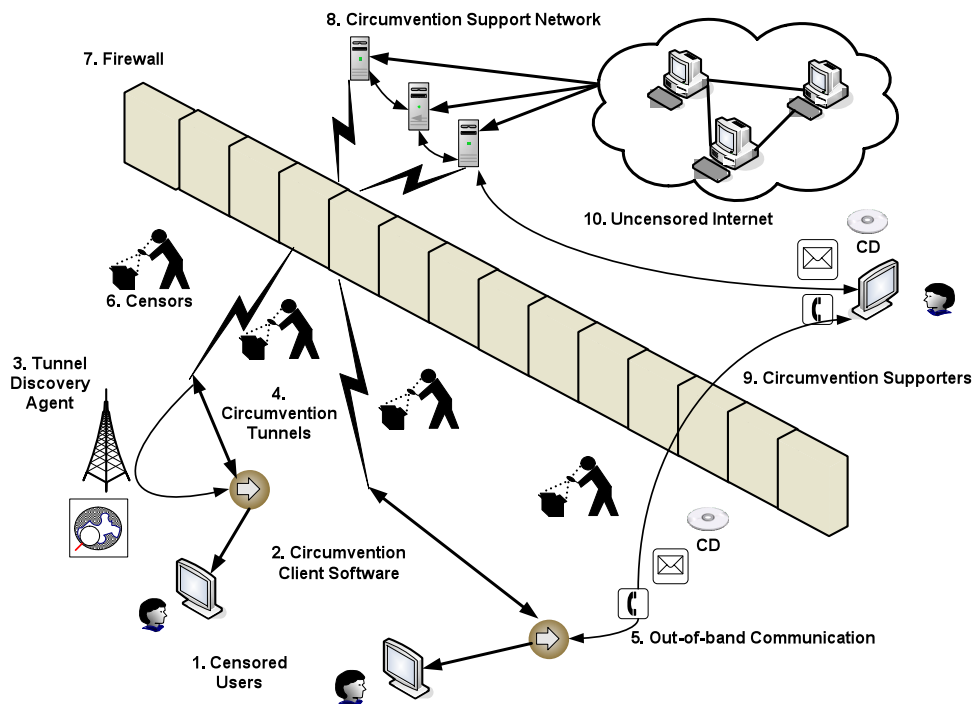 8. Circumvention Support Network
7. Firewall
10. Uncensored Internet
CD
6. Censors
3. Tunnel
Discovery
Agent
4.
Circumvention
Tunnels
9. Circumvention Supporters
CD
2. Circumvention
Client Software
5. Out-of-band Communication
1. Censored
Users